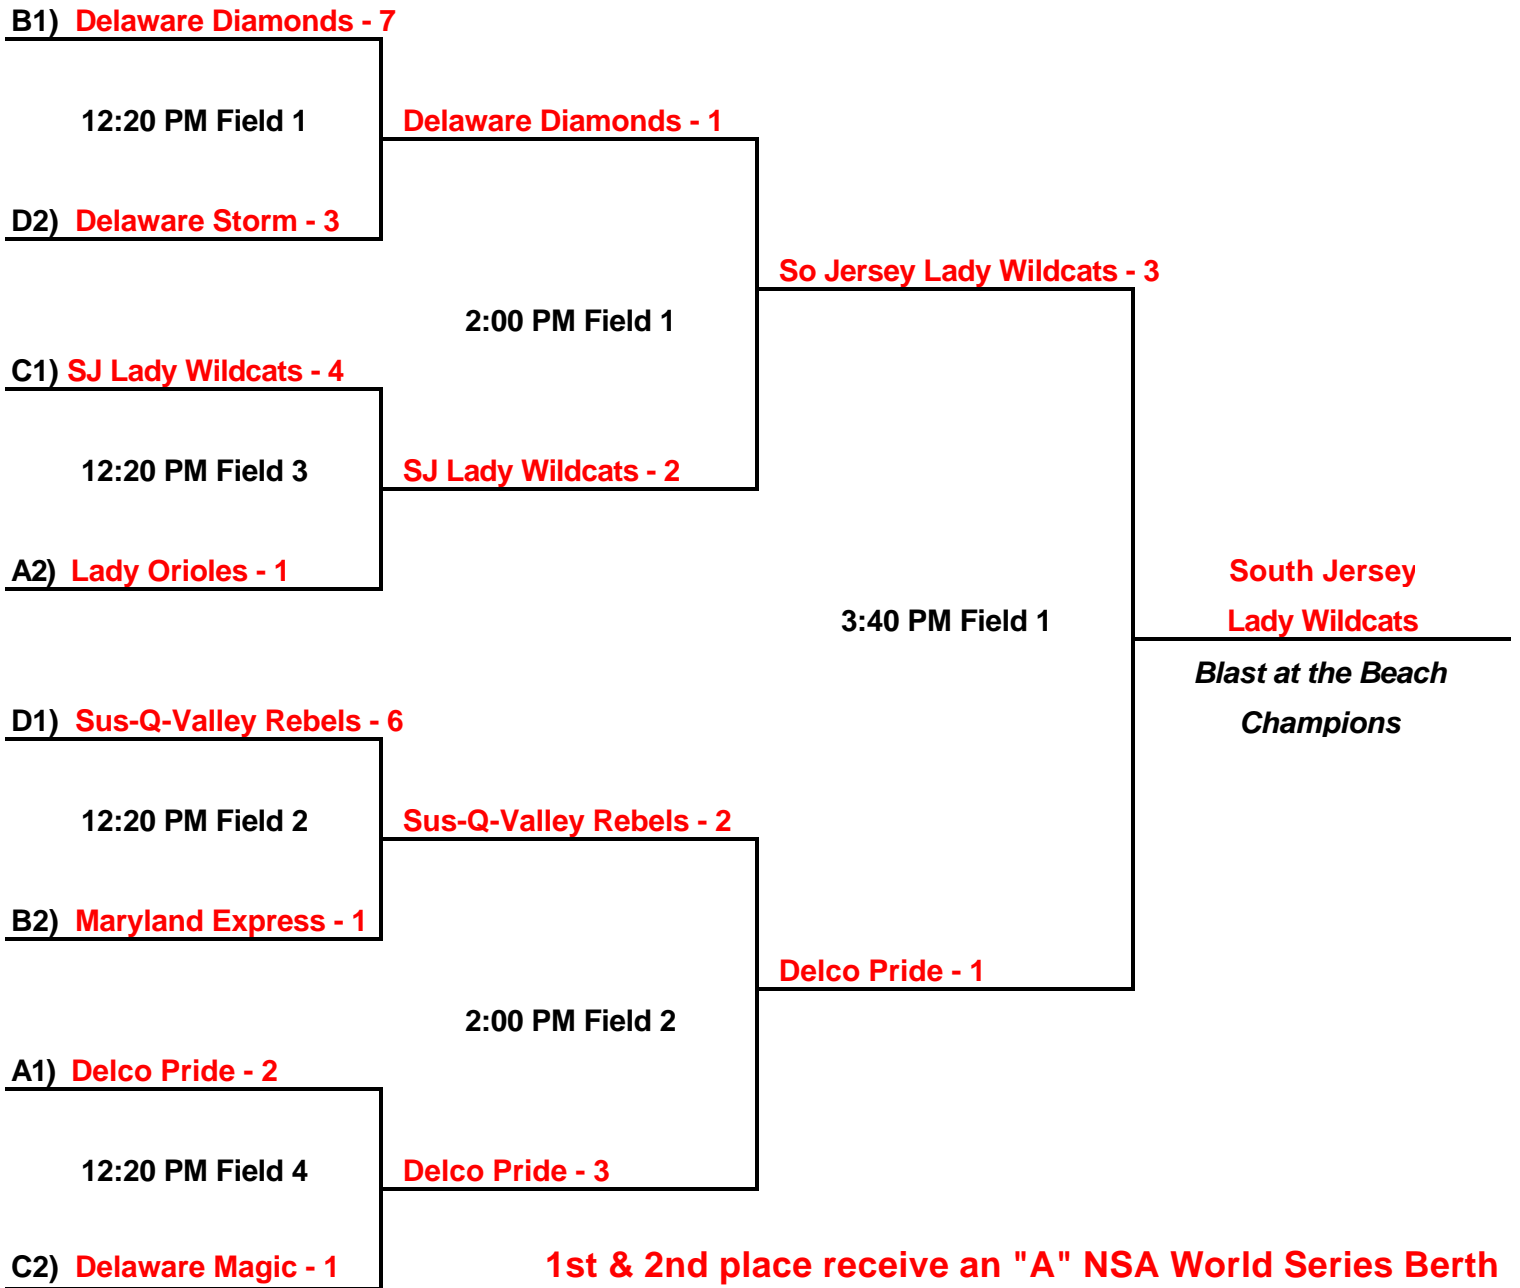 B1) Delaware Diamonds - 7
12:20 PM Field 1
Delaware Diamonds - 1
D2) Delaware Storm - 3
So Jersey Lady Wildcats - 3
2:00 PM Field 1
C1) SJ Lady Wildcats - 4
12:20 PM Field 3
SJ Lady Wildcats - 2
A2) Lady Orioles - 1
South Jersey
Lady Wildcats
3:40 PM Field 1
Blast at the Beach
Champions
D1) Sus-Q-Valley Rebels - 6
12:20 PM Field 2
Sus-Q-Valley Rebels - 2
B2) Maryland Express - 1
Delco Pride - 1
2:00 PM Field 2
A1) Delco Pride - 2
12:20 PM Field 4
Delco Pride - 3
C2) Delaware Magic - 1
1st & 2nd place receive an "A" NSA World Series Berth